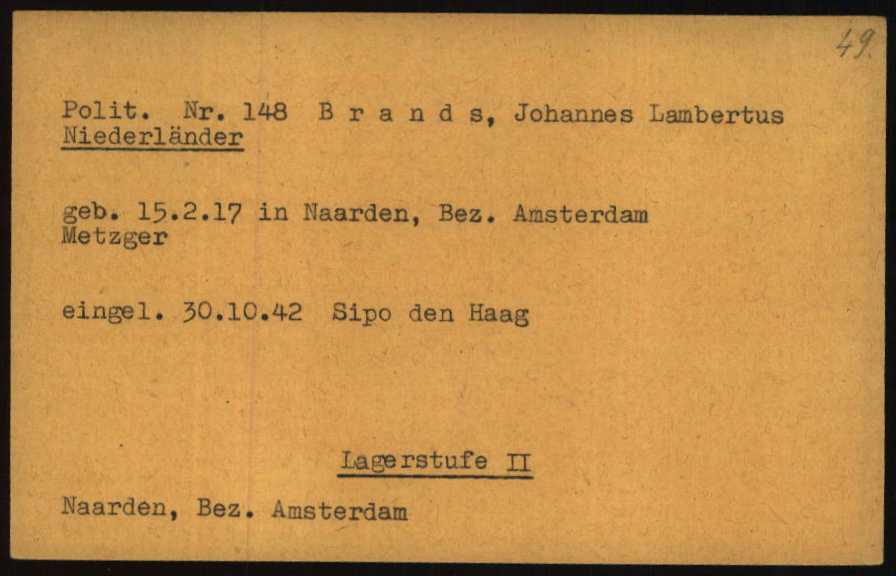 49.
Polit. Nr. 148 B r a n d s, Johannes Lambertus
Niederländer
geb. 15.2.17 in Naarden, Bez. Amsterdam
Metzger
eingel. 30.10.42 Sipo den Haag
Lagerstufe II
Naarden, Bez. Amsterdam